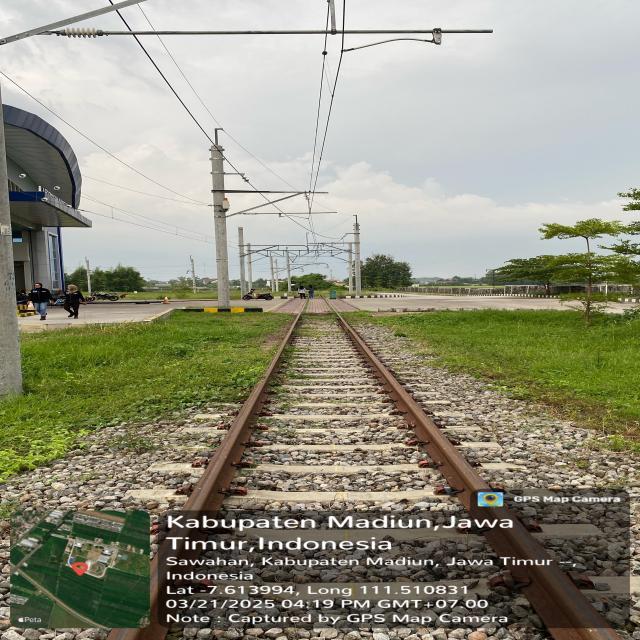 GPS Map Camera
Kabupaten Madiun,Jawa
Timur,Indonesia
Sawahan, Kabupaten Madiun, Jawa Timur --,
Indonesia
Lat -7.613994, Long 111.510831
03/21/2025 04:19 PM GMT+07:00
Note : Captured by GPS Map Camera
Peta